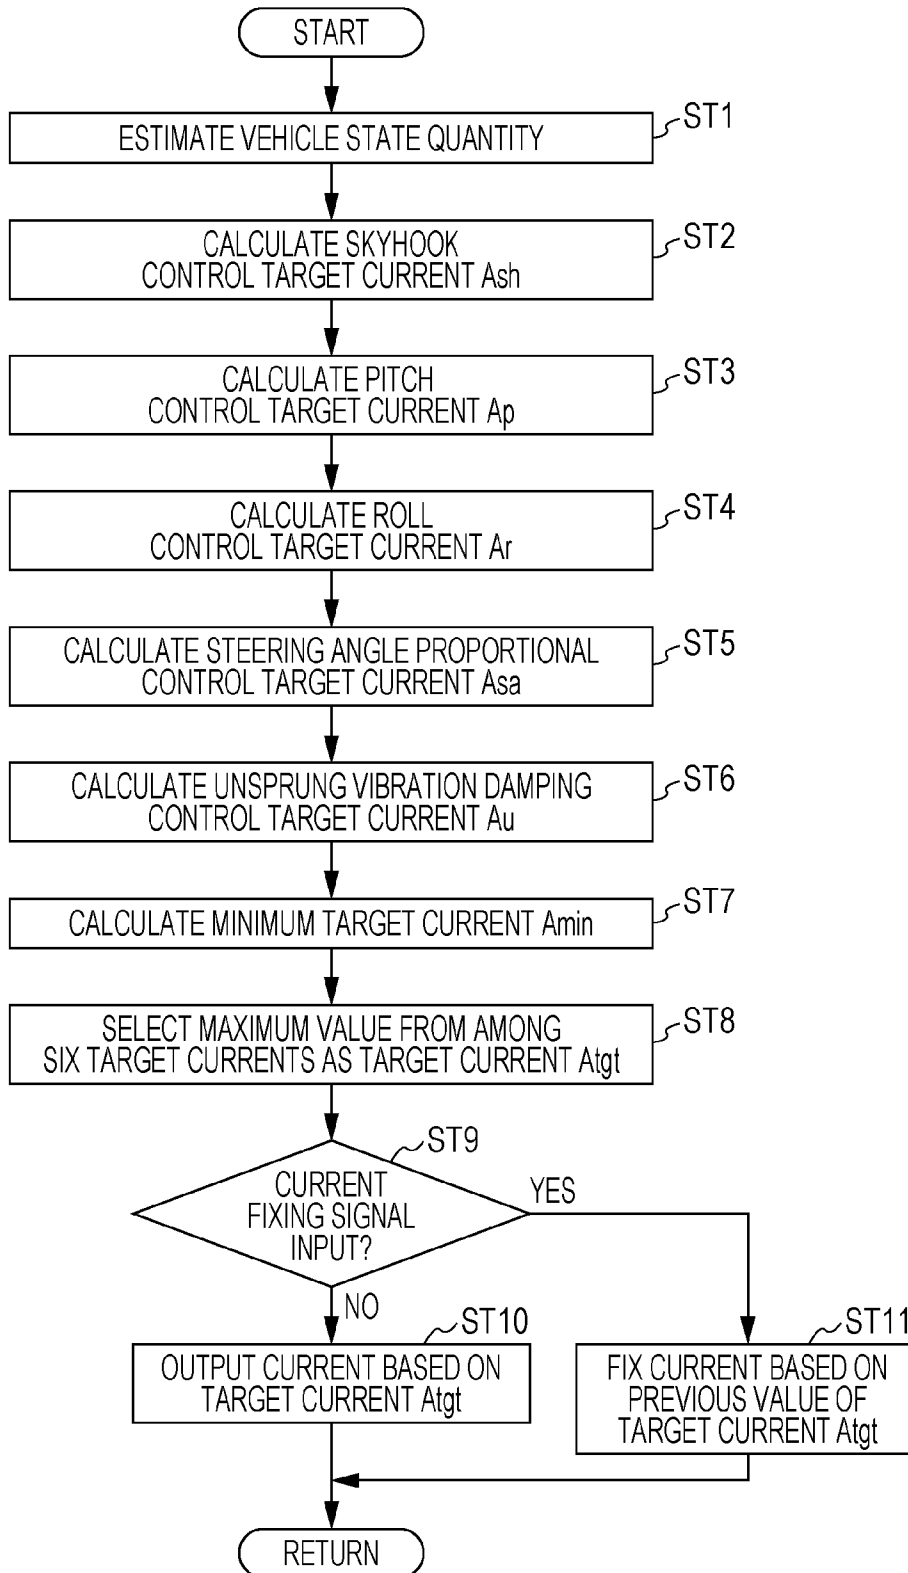 START
ST1
ESTIMATE VEHICLE STATE QUANTITY
ST2
CALCULATE SKYHOOK
CONTROL TARGET CURRENT Ash
ST3
CALCULATE PITCH
CONTROL TARGET CURRENT Ap
ST4
CALCULATE ROLL
CONTROL TARGET CURRENT Ar
ST5
CALCULATE STEERING ANGLE PROPORTIONAL
CONTROL TARGET CURRENT Asa
ST6
CALCULATE UNSPRUNG VIBRATION DAMPING
CONTROL TARGET CURRENT Au
ST7
CALCULATE MINIMUM TARGET CURRENT Amin
ST8
SELECT MAXIMUM VALUE FROM AMONG
SIX TARGET CURRENTS AS TARGET CURRENT Atgt
ST9
CURRENT
FIXING SIGNAL
INPUT?
YES
NO
ST10
OUTPUT CURRENT BASED ON
TARGET CURRENT Atgt
ST11
FIX CURRENT BASED ON
PREVIOUS VALUE OF
TARGET CURRENT Atgt
RETURN